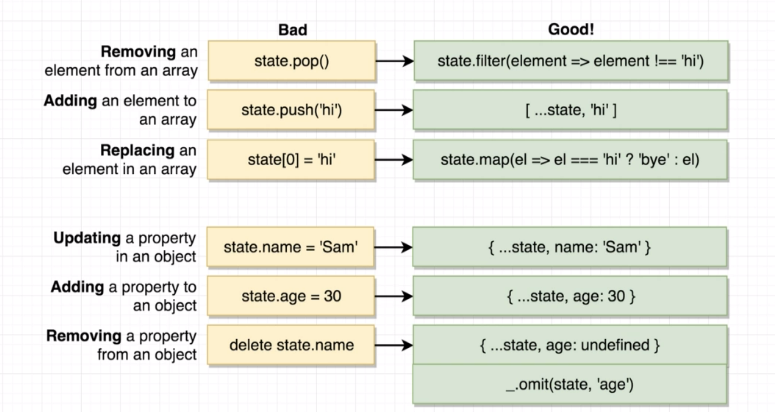 Bad
Good!
Removing an
element from an array
state.pop()
state.filter(element => element !== 'hi')
Adding an element to
an array
state.push('hi')
[ ...state, 'hi' ]
Replacing an
element in an array
state[0] = 'hi'
state.map(el => el === 'hi' ? 'bye' : el)
Updating a property
in an object
state.name = 'Sam'
{ ...state, name: 'Sam' }
Adding a property to
an object
state.age = 30
{ ...state, age: 30 }
Removing a property
from an object
delete state.name
{ ...state, age: undefined }
_.omit(state, 'age')